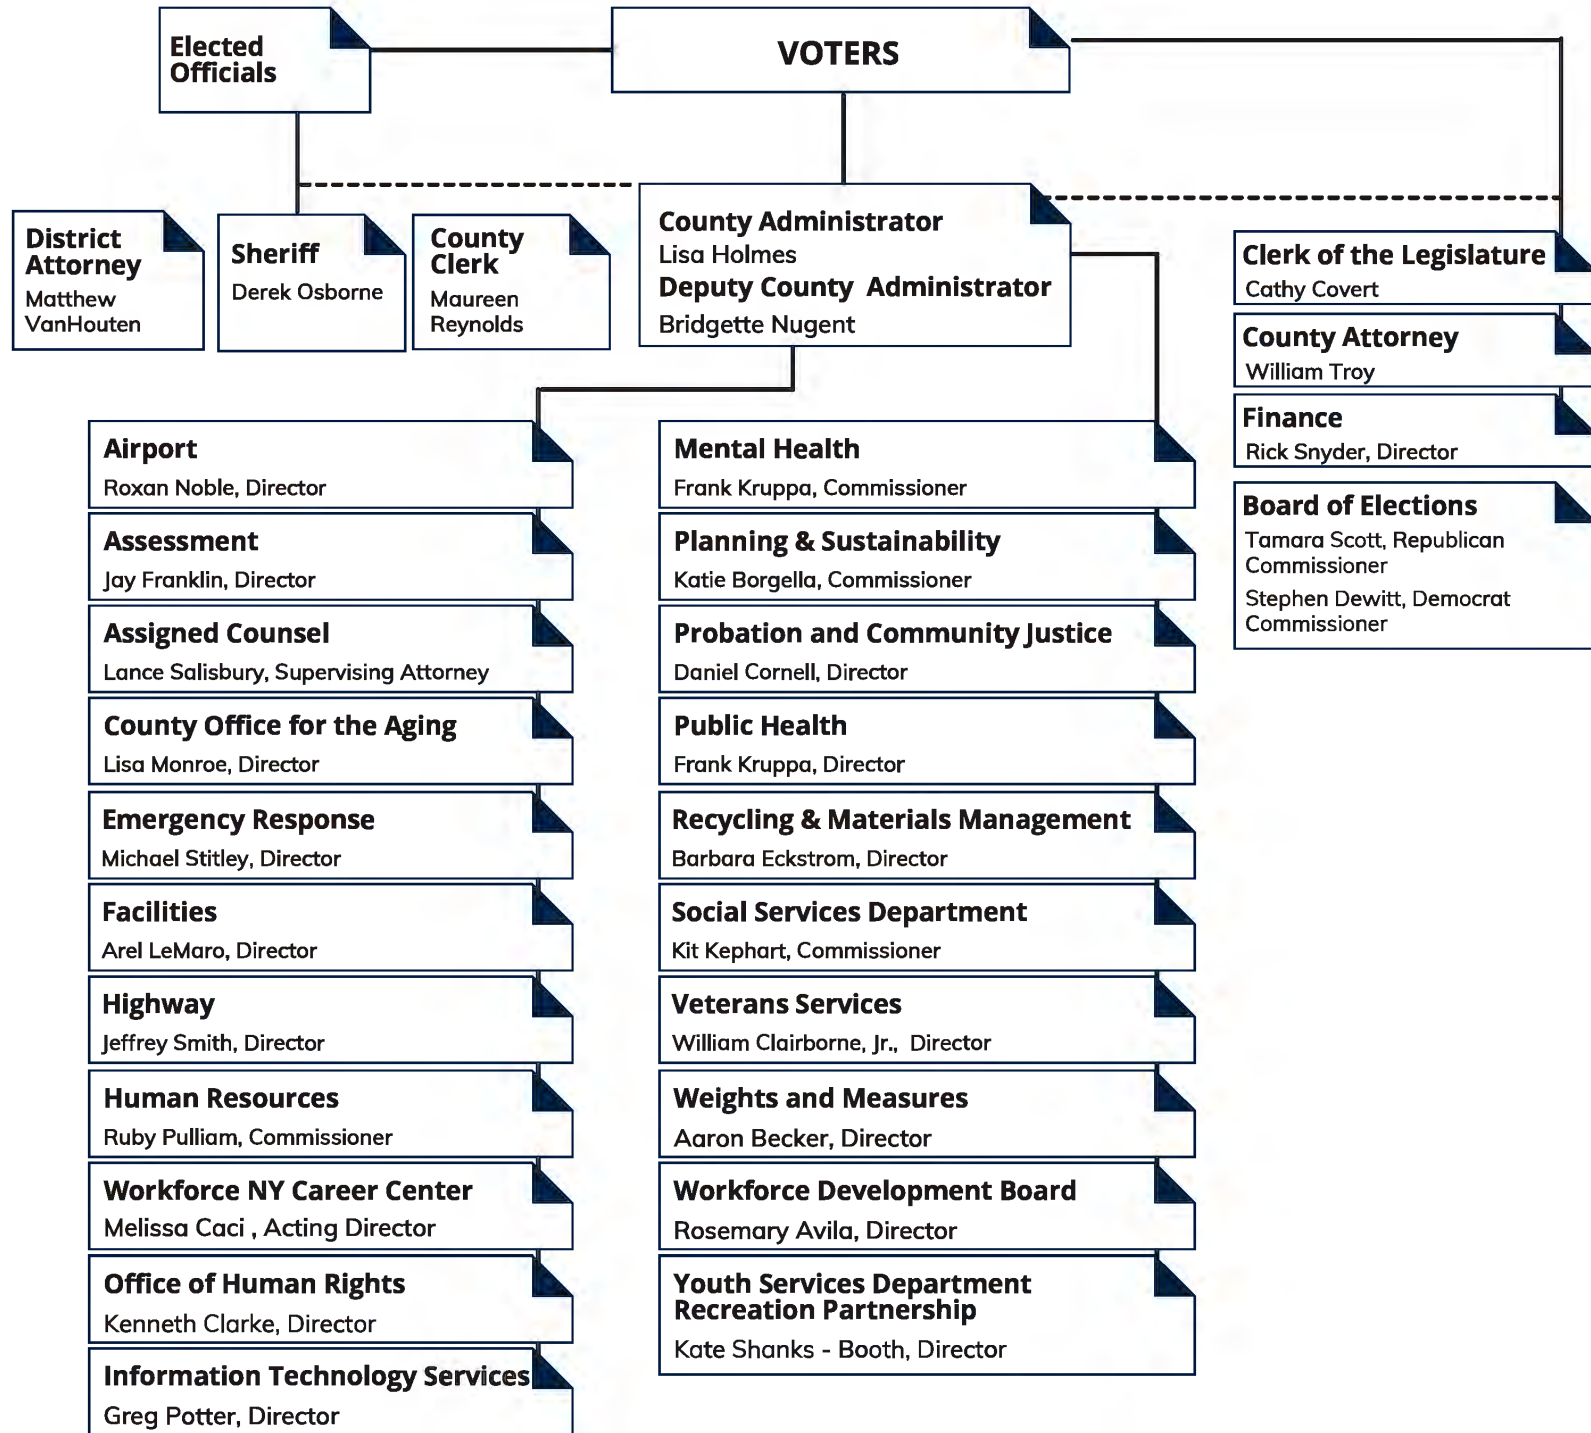 Elected
Officials
VOTERS
District
Attorney
Matthew
VanHouten
Sheriff
Derek Osborne
County
Clerk
Maureen
Reynolds
County Administrator
Lisa Holmes
Deputy County Administrator
Bridgette Nugent
Clerk of the Legislature
Cathy Covert
County Attorney
William Troy
Finance
Rick Snyder, Director
Board of Elections
Tamara Scott, Republican
Commissioner
Stephen Dewitt, Democrat
Commissioner
Airport
Roxan Noble, Director
Assessment
Jay Franklin, Director
Assigned Counsel
Lance Salisbury, Supervising Attorney
County Office for the Aging
Lisa Monroe, Director
Emergency Response
Michael Stitley, Director
Facilities
Arel LeMaro, Director
Highway
Jeffrey Smith, Director
Human Resources
Ruby Pulliam, Commissioner
Workforce NY Career Center
Melissa Caci , Acting Director
Office of Human Rights
Kenneth Clarke, Director
Information Technology Services
Greg Potter, Director
Mental Health
Frank Kruppa, Commissioner
Planning & Sustainability
Katie Borgella, Commissioner
Probation and Community Justice
Daniel Cornell, Director
Public Health
Frank Kruppa, Director
Recycling & Materials Management
Barbara Eckstrom, Director
Social Services Department
Kit Kephart, Commissioner
Veterans Services
William Clairborne, Jr., Director
Weights and Measures
Aaron Becker, Director
Workforce Development Board
Rosemary Avila, Director
Youth Services Department
Recreation Partnership
Kate Shanks - Booth, Director